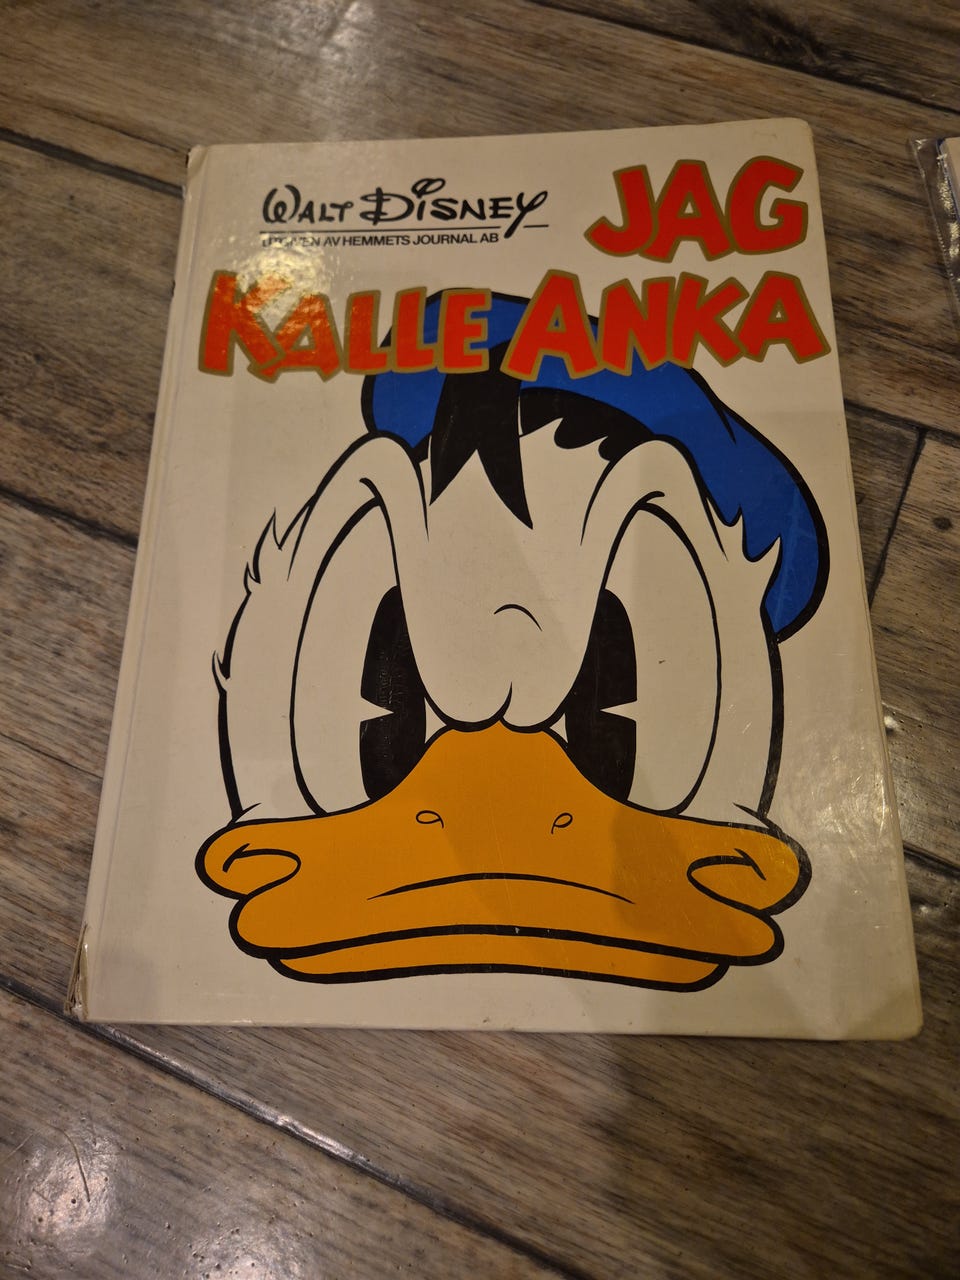 WALT DISNEY
UTGIVEN AV HEMMETS JOURNAL AB
JAG
KALLE ANKA